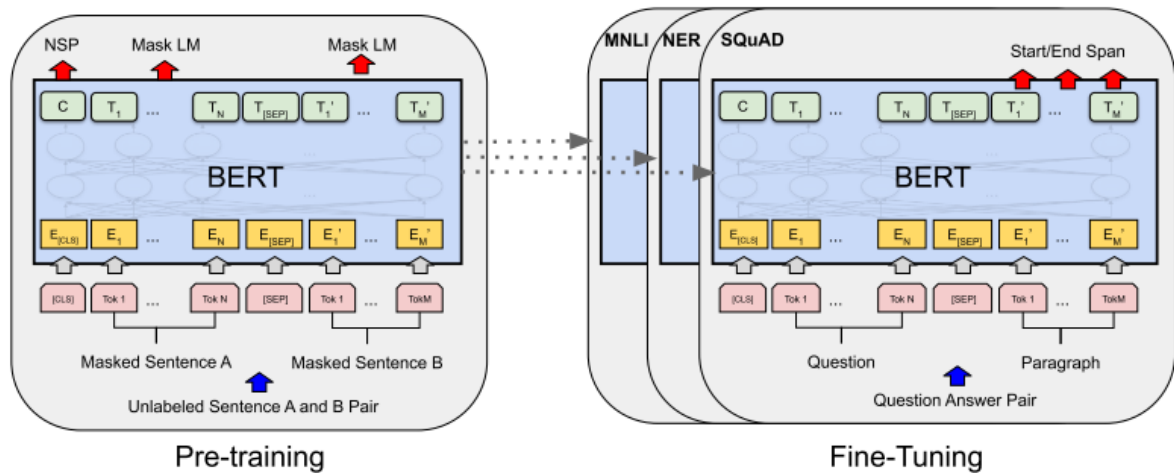 NSP Mask LM Mask LM
C T1 ... TN T[SEP] T1' ... TM'
...
BERT
...
E[CLS] E1 ... EN E[SEP] E1' ... EM'
[CLS] Tok 1 ... Tok N [SEP] Tok 1 ... TokM
Masked Sentence A Masked Sentence B
Unlabeled Sentence A and B Pair
Pre-training
MNLI NER SQuAD
Start/End Span
C T1 ... TN T[SEP] T1' ... TM'
...
BERT
...
E[CLS] E1 ... EN E[SEP] E1' ... EM'
[CLS] Tok 1 ... Tok N [SEP] Tok 1 ... TokM
Question Paragraph
Question Answer Pair
Fine-Tuning